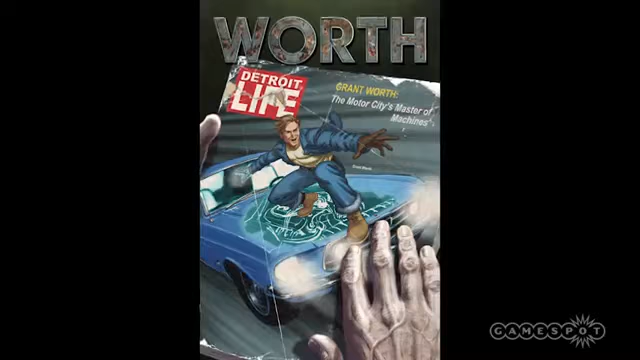 WORTH
DETROIT
LIFE
GRANT WORTH:
The Motor City's Master of
Machines
GAMESPOT